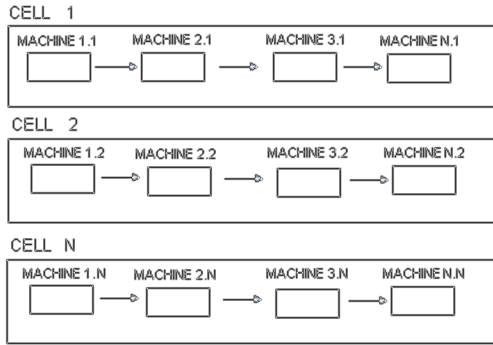 CELL 1
MACHINE 1.1 MACHINE 2.1 MACHINE 3.1 MACHINE N.1
CELL 2
MACHINE 1.2 MACHINE 2.2 MACHINE 3.2 MACHINE N.2
CELL N
MACHINE 1.N MACHINE 2.N MACHINE 3.N MACHINE N.N